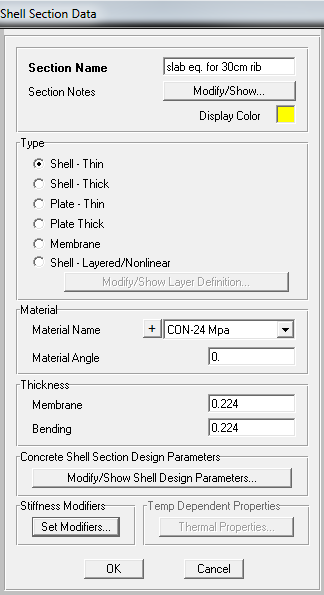 Shell Section Data
Section Name slab eq. for 30cm rib
Section Notes Modify/Show...
Display Color
Type
Shell - Thin
Shell - Thick
Plate - Thin
Plate Thick
Membrane
Shell - Layered/Nonlinear
Modify/Show Layer Definition...
Material
Material Name + CON-24 Mpa
Material Angle 0.
Thickness
Membrane 0.224
Bending 0.224
Concrete Shell Section Design Parameters
Modify/Show Shell Design Parameters...
Stiffness Modifiers Temp Dependent Properties
Set Modifiers... Thermal Properties...
OK Cancel